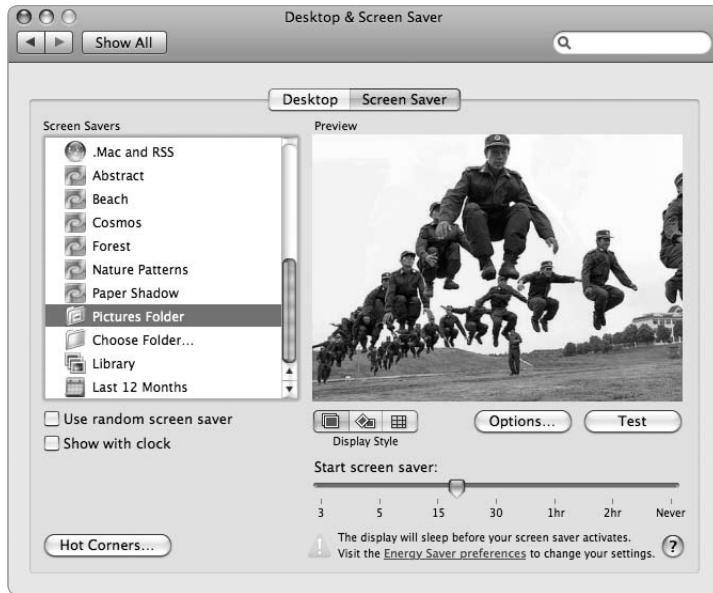 Desktop & Screen Saver
Show All
Desktop Screen Saver
Screen Savers
Preview
.Mac and RSS
Abstract
Beach
Cosmos
Forest
Nature Patterns
Paper Shadow
Pictures Folder
Choose Folder...
Library
Last 12 Months
Use random screen saver
Show with clock
Display Style
Options...
Test
Start screen saver:
3 5 15 30 1hr 2hr Never
Hot Corners...
The display will sleep before your screen saver activates.
Visit the Energy Saver preferences to change your settings.
?